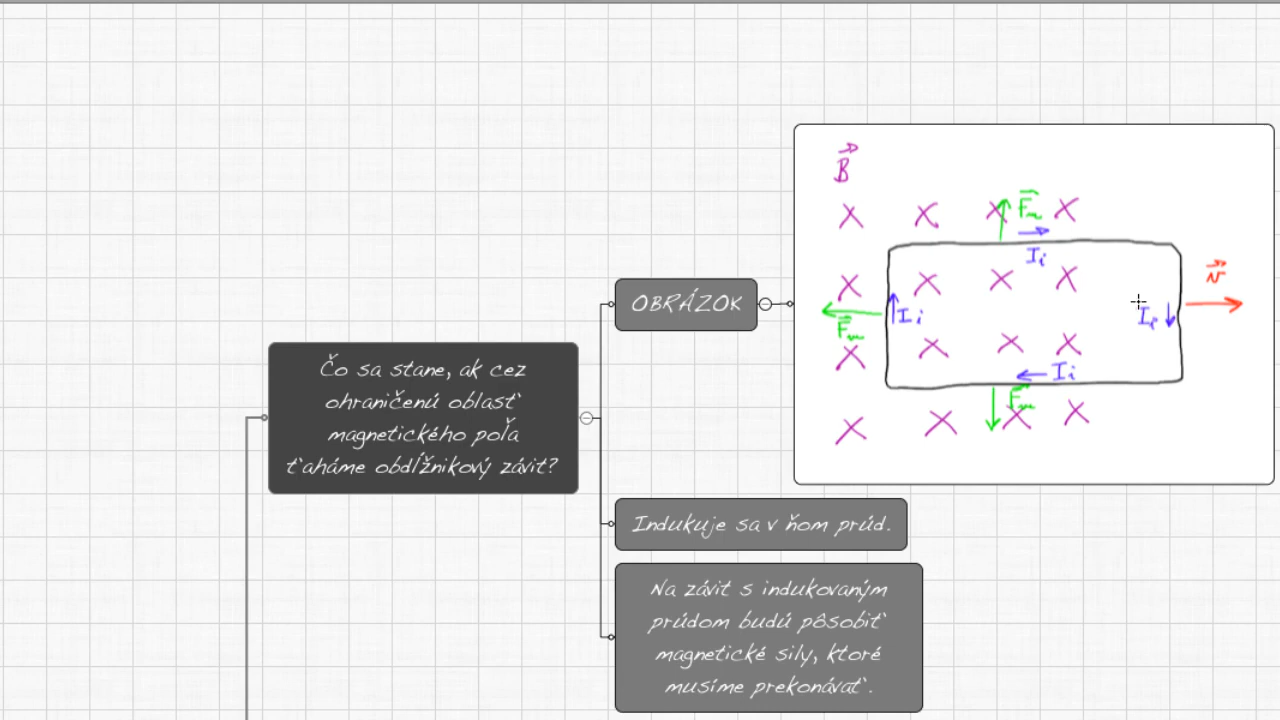 Čo sa stane, ak cez
ohraničenú oblasť
magnetického poľa
ťaháme obdĺžnikový závit?
OBRÁZOK
B
Fm
Ii
v
Ii
Ii
Fm
Ii
Fm
Indukuje sa v ňom prúd.
Na závit s indukovaným
prúdom budú pôsobiť
magnetické sily, ktoré
musíme prekonávať.